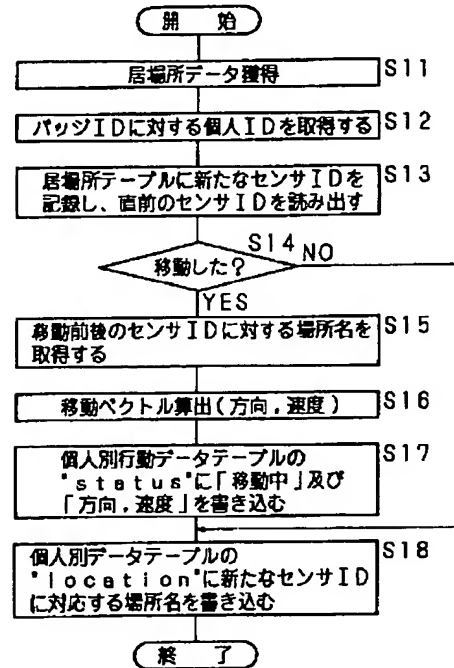 開 始
居場所データ獲得 S11
バッジIDに対する個人IDを取得する S12
居場所テーブルに新たなセンサIDを S13
記録し、直前のセンサIDを読み出す
S14
移動した? NO
YES
移動前後のセンサIDに対する場所名を S15
取得する
移動ベクトル算出(方向,速度) S16
個人別行動データテーブルの S17
"status"に「移動中」及び
「方向,速度」を書き込む
個人別データテーブルの S18
"location"に新たなセンサID
に対応する場所名を書き込む
終 了